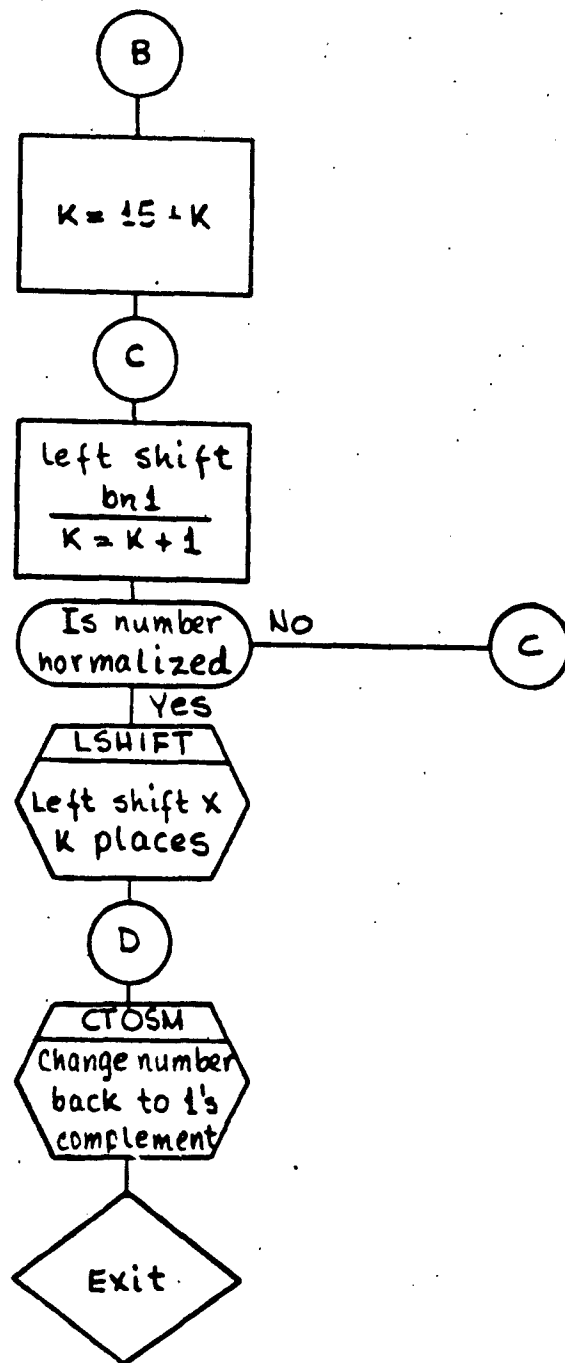 B
K = 15 + K
C
left shift
bn1
K = K + 1
Is number
normalized
NO
C
Yes
LSHIFT
Left shift x
K places
D
CTOSM
Change number
back to 1's
complement
Exit